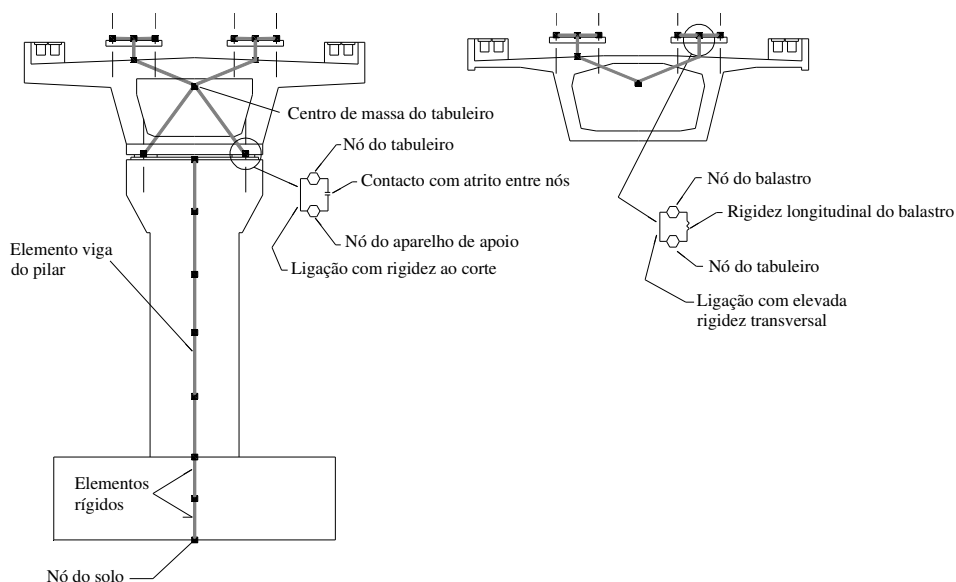 Centro de massa do tabuleiro
Nó do tabuleiro
Contacto com atrito entre nós
Nó do aparelho de apoio
Ligação com rigidez ao corte
Elemento viga
do pilar
Elementos
rígidos
Nó do solo
Nó do balastro
Rigidez longitudinal do balastro
Nó do tabuleiro
Ligação com elevada
rigidez transversal